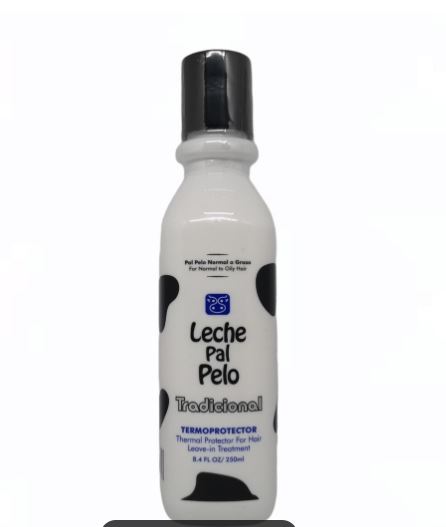 Pal Pelo Normal a Graso
For Normal to Oily Hair
Leche
Pal
Pelo
Tradicional
TERMOPROTECTOR
Thermal Protector For Hair
Leave-in Treatment
8.4 FL OZ/ 250ml